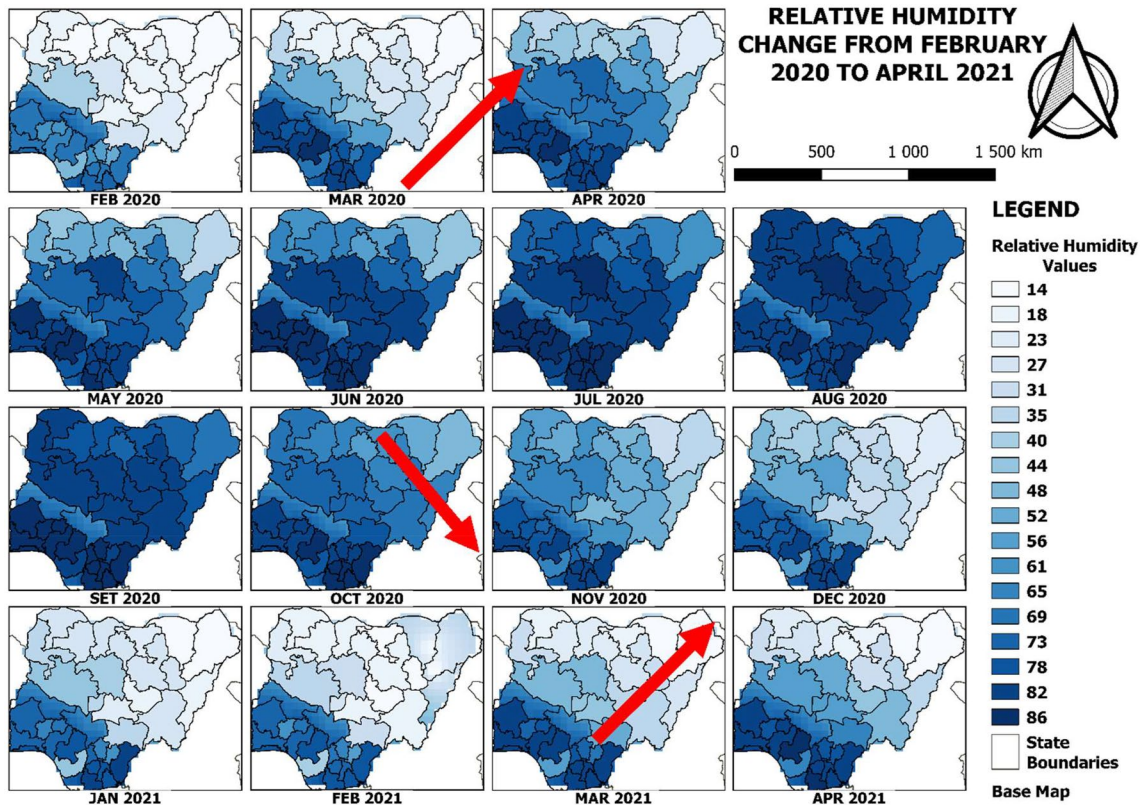 RELATIVE HUMIDITY
CHANGE FROM FEBRUARY
2020 TO APRIL 2021
0 500 1 000 1 500 km
FEB 2020
MAR 2020
APR 2020
MAY 2020
JUN 2020
JUL 2020
AUG 2020
SET 2020
OCT 2020
NOV 2020
DEC 2020
JAN 2021
FEB 2021
MAR 2021
APR 2021
LEGEND
Relative Humidity
Values
14
18
23
27
31
35
40
44
48
52
56
61
65
69
73
78
82
86
State
Boundaries
Base Map